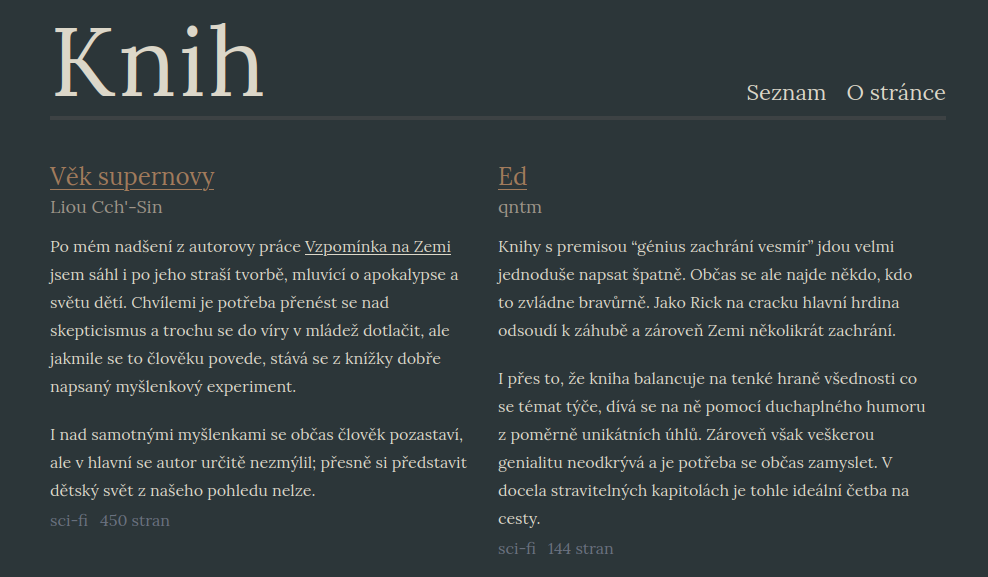 Knih
Seznam O stránce
Věk supernovy
Liou Cch'-Sin
Po mém nadšení z autorovy práce Vzpomínka na Zemi
jsem sáhl i po jeho straší tvorbě, mluvící o apokalypse a
světu dětí. Chvílemi je potřeba přenést se nad
skepticismus a trochu se do víry v mládež dotlačit, ale
jakmile se to člověku povede, stává se z knížky dobře
napsaný myšlenkový experiment.
I nad samotnými myšlenkami se občas člověk pozastaví,
ale v hlavní se autor určitě nezmýlil; přesně si představit
dětský svět z našeho pohledu nelze.
sci-fi 450 stran
Ed
qntm
Knihy s premisou “génius zachrání vesmír” jdou velmi
jednoduše napsat špatně. Občas se ale najde někdo, kdo
to zvládne bravůrně. Jako Rick na cracku hlavní hrdina
odsoudí k záhubě a zároveň Zemi několikrát zachrání.
I přes to, že kniha balancuje na tenké hraně všednosti co
se témat týče, dívá se na ně pomocí duchaplného humoru
z poměrně unikátních úhlů. Zároveň však veškerou
genialitu neodkrývá a je potřeba se občas zamyslet. V
docela stravitelných kapitolách je tohle ideální četba na
cesty.
sci-fi 144 stran